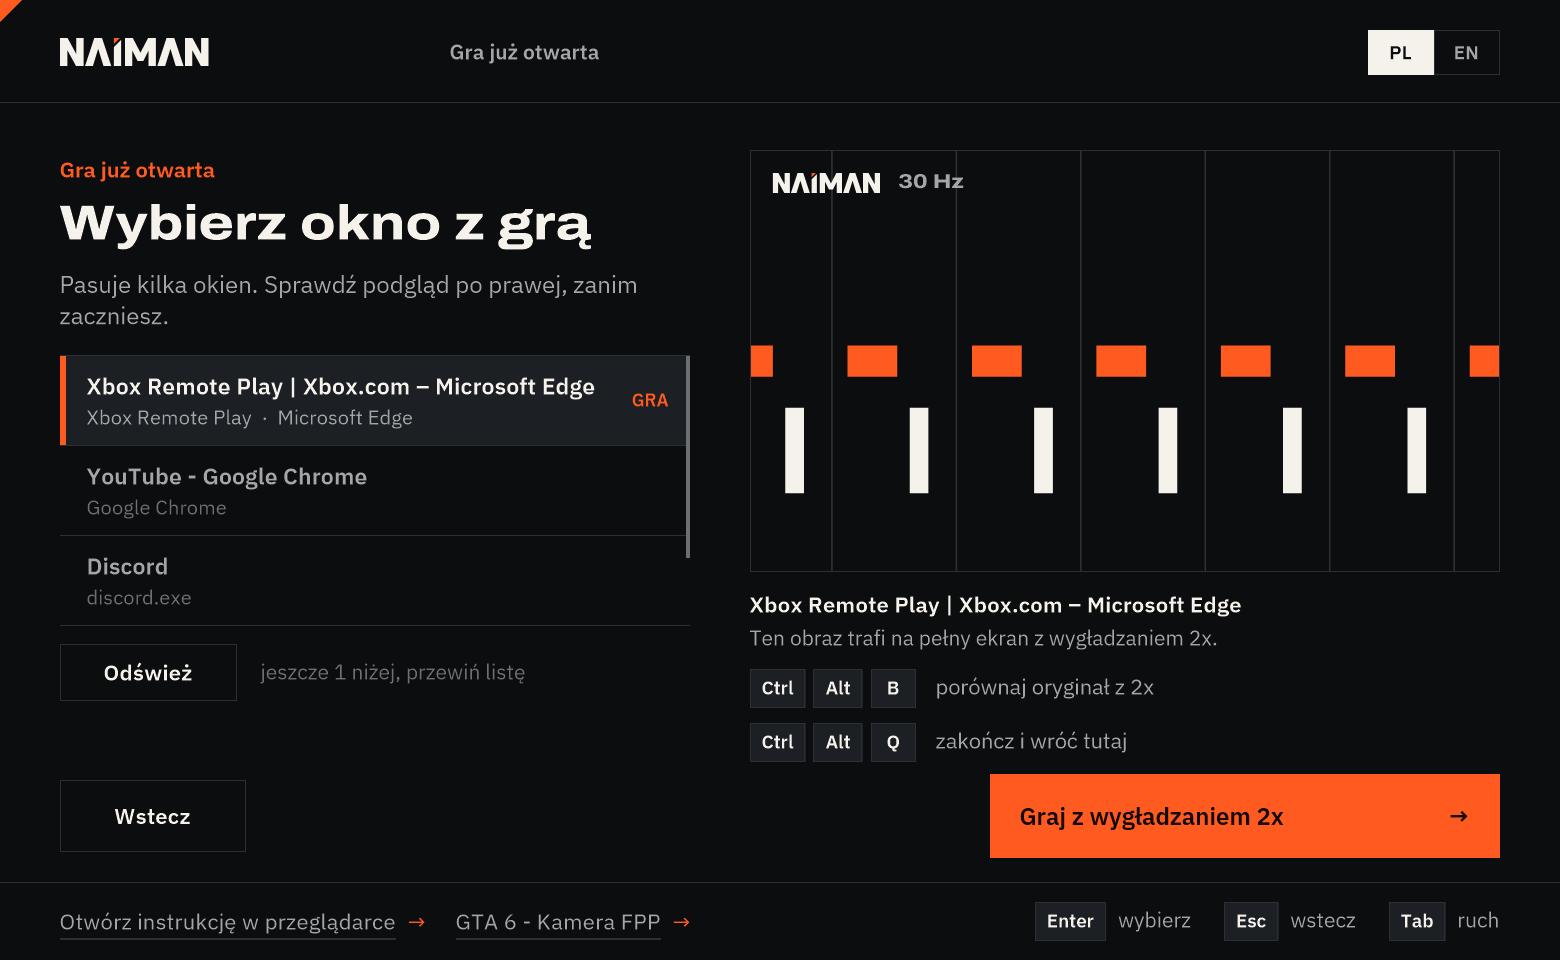 NAIMAN
Gra już otwarta
PL
EN
Gra już otwarta
Wybierz okno z grą
Pasuje kilka okien. Sprawdź podgląd po prawej, zanim
zaczniesz.
Xbox Remote Play | Xbox.com – Microsoft Edge
Xbox Remote Play · Microsoft Edge
GRA
YouTube - Google Chrome
Google Chrome
Discord
discord.exe
Odśwież
jeszcze 1 niżej, przewiń listę
Wstecz
NAIMAN 30 Hz
Xbox Remote Play | Xbox.com – Microsoft Edge
Ten obraz trafi na pełny ekran z wygładzaniem 2x.
Ctrl Alt B porównaj oryginał z 2x
Ctrl Alt Q zakończ i wróć tutaj
Graj z wygładzaniem 2x →
Otwórz instrukcję w przeglądarce →
GTA 6 - Kamera FPP →
Enter wybierz Esc wstecz Tab ruch